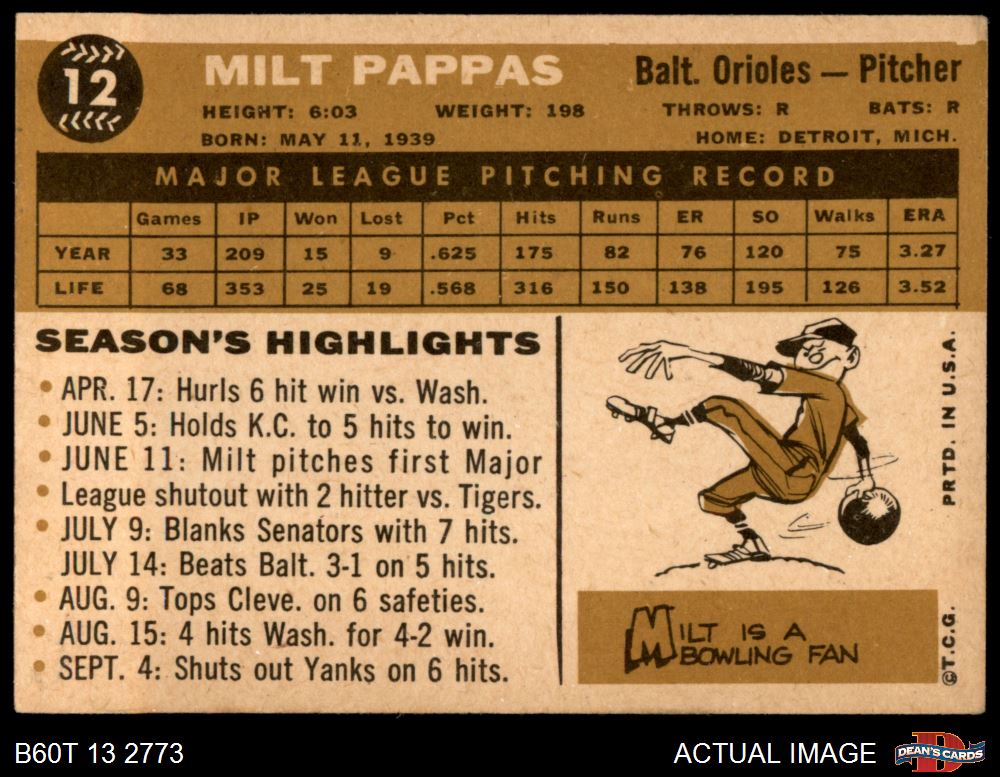 12
MILT PAPPAS
Balt. Orioles — Pitcher
HEIGHT: 6:03 WEIGHT: 198 THROWS: R BATS: R
BORN: MAY 11, 1939 HOME: DETROIT, MICH.
MAJOR LEAGUE PITCHING RECORD
Games IP Won Lost Pct Hits Runs ER SO Walks ERA
YEAR 33 209 15 9 .625 175 82 76 120 75 3.27
LIFE 68 353 25 19 .568 316 150 138 195 126 3.52
SEASON'S HIGHLIGHTS
• APR. 17: Hurls 6 hit win vs. Wash.
• JUNE 5: Holds K.C. to 5 hits to win.
• JUNE 11: Milt pitches first Major
• League shutout with 2 hitter vs. Tigers.
• JULY 9: Blanks Senators with 7 hits.
JULY 14: Beats Balt. 3-1 on 5 hits.
• AUG. 9: Tops Cleve. on 6 safeties.
• AUG. 15: 4 hits Wash. for 4-2 win.
• SEPT. 4: Shuts out Yanks on 6 hits.
MILT IS A
BOWLING FAN
©T.C.G. PRTD. IN U.S.A.
B60T 13 2773
ACTUAL IMAGE
D
DEAN'S CARDS